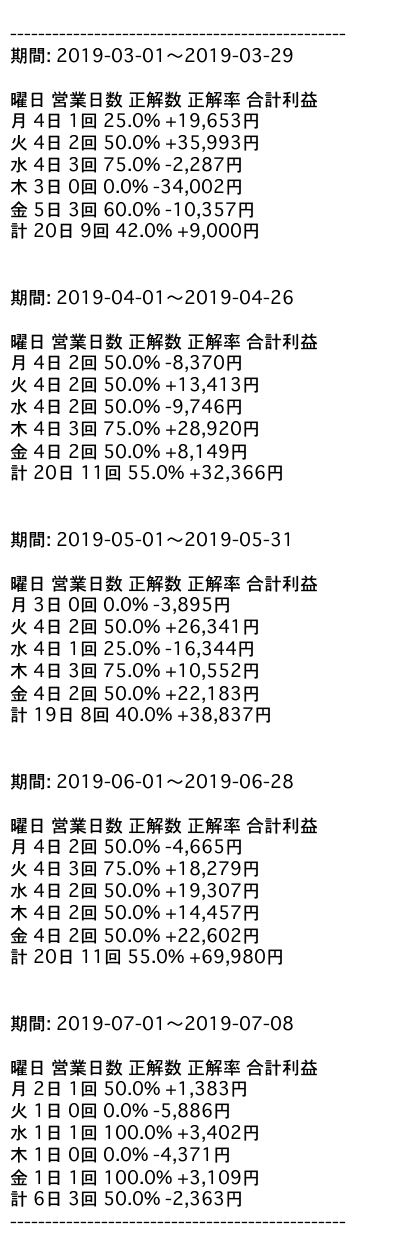 ------------------------------------------------
期間: 2019-03-01〜2019-03-29
曜日 営業日数 正解数 正解率 合計利益
月 4日 1回 25.0% +19,653円
火 4日 2回 50.0% +35,993円
水 4日 3回 75.0% -2,287円
木 3日 0回 0.0% -34,002円
金 5日 3回 60.0% -10,357円
計 20日 9回 42.0% +9,000円
期間: 2019-04-01〜2019-04-26
曜日 営業日数 正解数 正解率 合計利益
月 4日 2回 50.0% -8,370円
火 4日 2回 50.0% +13,413円
水 4日 2回 50.0% -9,746円
木 4日 3回 75.0% +28,920円
金 4日 2回 50.0% +8,149円
計 20日 11回 55.0% +32,366円
期間: 2019-05-01〜2019-05-31
曜日 営業日数 正解数 正解率 合計利益
月 3日 0回 0.0% -3,895円
火 4日 2回 50.0% +26,341円
水 4日 1回 25.0% -16,344円
木 4日 3回 75.0% +10,552円
金 4日 2回 50.0% +22,183円
計 19日 8回 40.0% +38,837円
期間: 2019-06-01〜2019-06-28
曜日 営業日数 正解数 正解率 合計利益
月 4日 2回 50.0% -4,665円
火 4日 3回 75.0% +18,279円
水 4日 2回 50.0% +19,307円
木 4日 2回 50.0% +14,457円
金 4日 2回 50.0% +22,602円
計 20日 11回 55.0% +69,980円
期間: 2019-07-01〜2019-07-08
曜日 営業日数 正解数 正解率 合計利益
月 2日 1回 50.0% +1,383円
火 1日 0回 0.0% -5,886円
水 1日 1回 100.0% +3,402円
木 1日 0回 0.0% -4,371円
金 1日 1回 100.0% +3,109円
計 6日 3回 50.0% -2,363円
------------------------------------------------